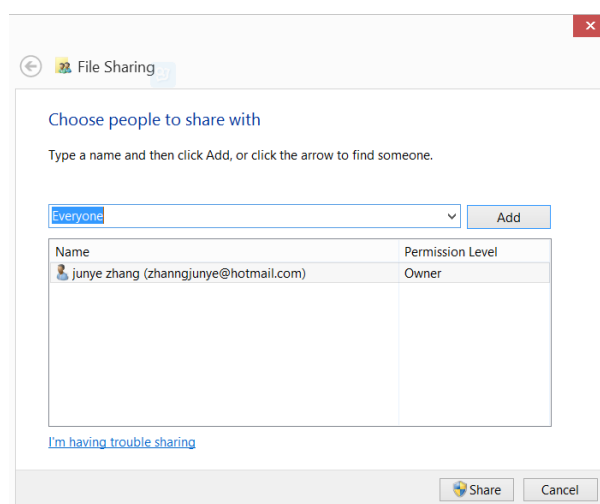 File Sharing
Choose people to share with
Type a name and then click Add, or click the arrow to find someone.
Everyone Add
Name Permission Level
junye zhang (zhanngjunye@hotmail.com) Owner
I'm having trouble sharing
Share Cancel